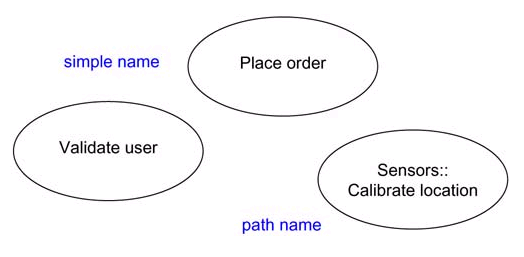 simple name
Place order
Validate user
Sensors::
Calibrate location
path name